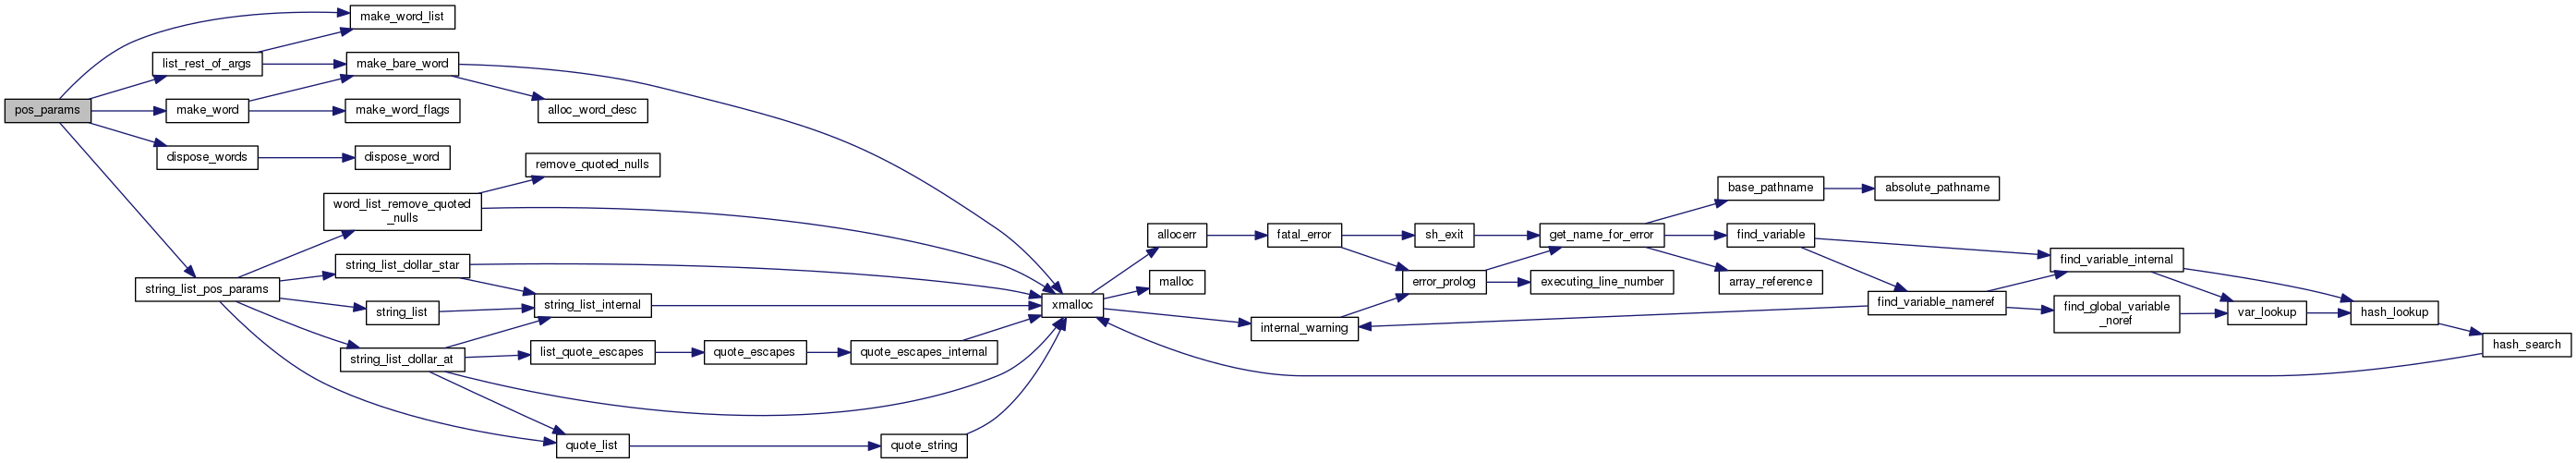 pos_params
make_word_list
list_rest_of_args
make_word
dispose_words
string_list_pos_params
make_bare_word
make_word_flags
dispose_word
alloc_word_desc
remove_quoted_nulls
word_list_remove_quoted
_nulls
string_list_dollar_star
string_list
string_list_dollar_at
string_list_internal
list_quote_escapes
quote_escapes
quote_escapes_internal
quote_list
quote_string
xmalloc
allocerr
malloc
internal_warning
fatal_error
sh_exit
error_prolog
get_name_for_error
executing_line_number
base_pathname
absolute_pathname
find_variable
array_reference
find_variable_nameref
find_variable_internal
find_global_variable
_noref
var_lookup
hash_lookup
hash_search